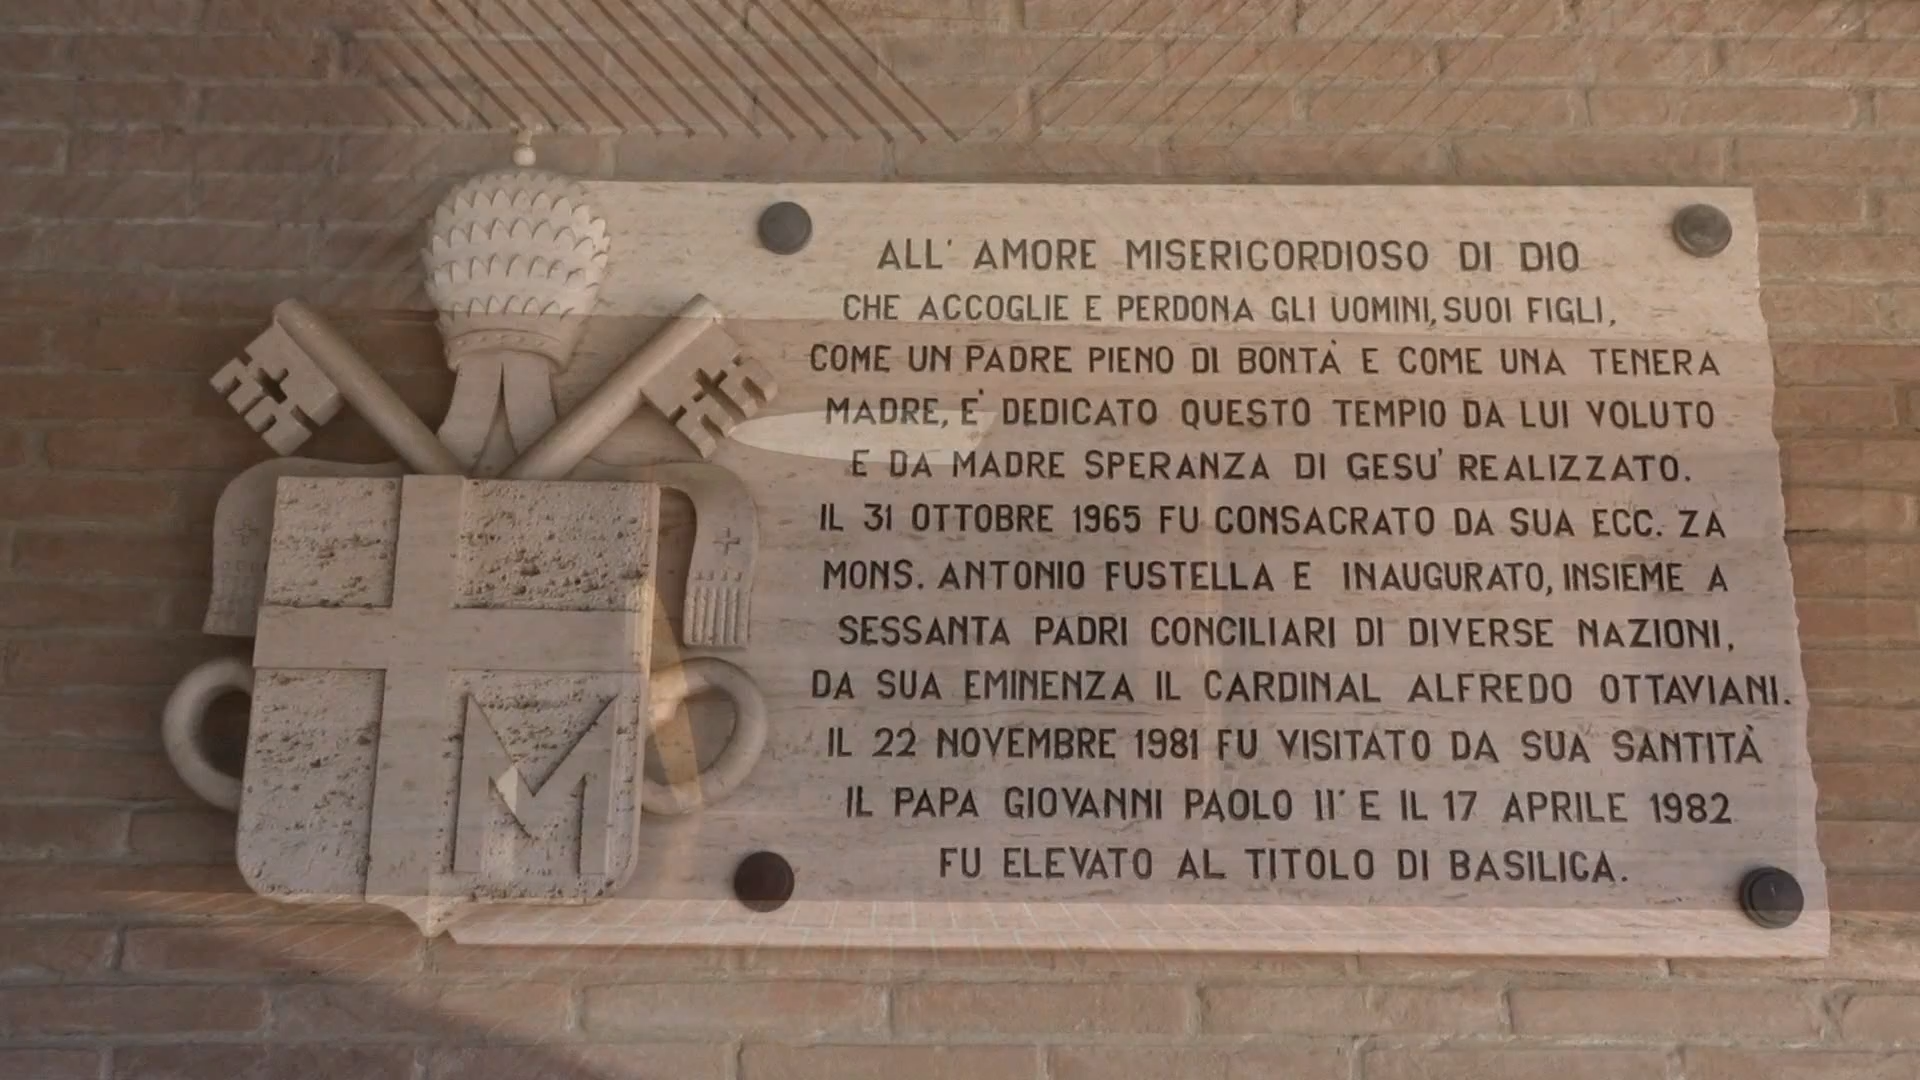 ALL' AMORE MISERICORDIOSO DI DIO
CHE ACCOGLIE E PERDONA GLI UOMINI, SUOI FIGLI,
COME UN PADRE PIENO DI BONTÀ E COME UNA TENERA
MADRE, E' DEDICATO QUESTO TEMPIO DA LUI VOLUTO
E DA MADRE SPERANZA DI GESU' REALIZZATO.
IL 31 OTTOBRE 1965 FU CONSACRATO DA SUA ECC. ZA
MONS. ANTONIO FUSTELLA E INAUGURATO, INSIEME A
SESSANTA PADRI CONCILIARI DI DIVERSE NAZIONI,
DA SUA EMINENZA IL CARDINAL ALFREDO OTTAVIANI.
IL 22 NOVEMBRE 1981 FU VISITATO DA SUA SANTITÀ
IL PAPA GIOVANNI PAOLO II° E IL 17 APRILE 1982
FU ELEVATO AL TITOLO DI BASILICA.
M